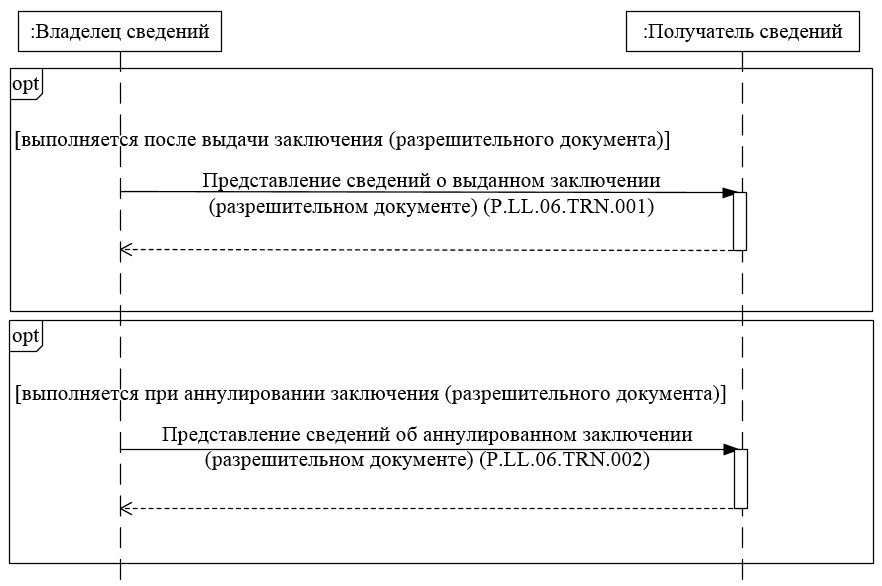 :Владелец сведений
:Получатель сведений
opt
[выполняется после выдачи заключения (разрешительного документа)]
Представление сведений о выданном заключении
(разрешительном документе) (P.LL.06.TRN.001)
opt
[выполняется при аннулировании заключения (разрешительного документа)]
Представление сведений об аннулированном заключении
(разрешительном документе) (P.LL.06.TRN.002)